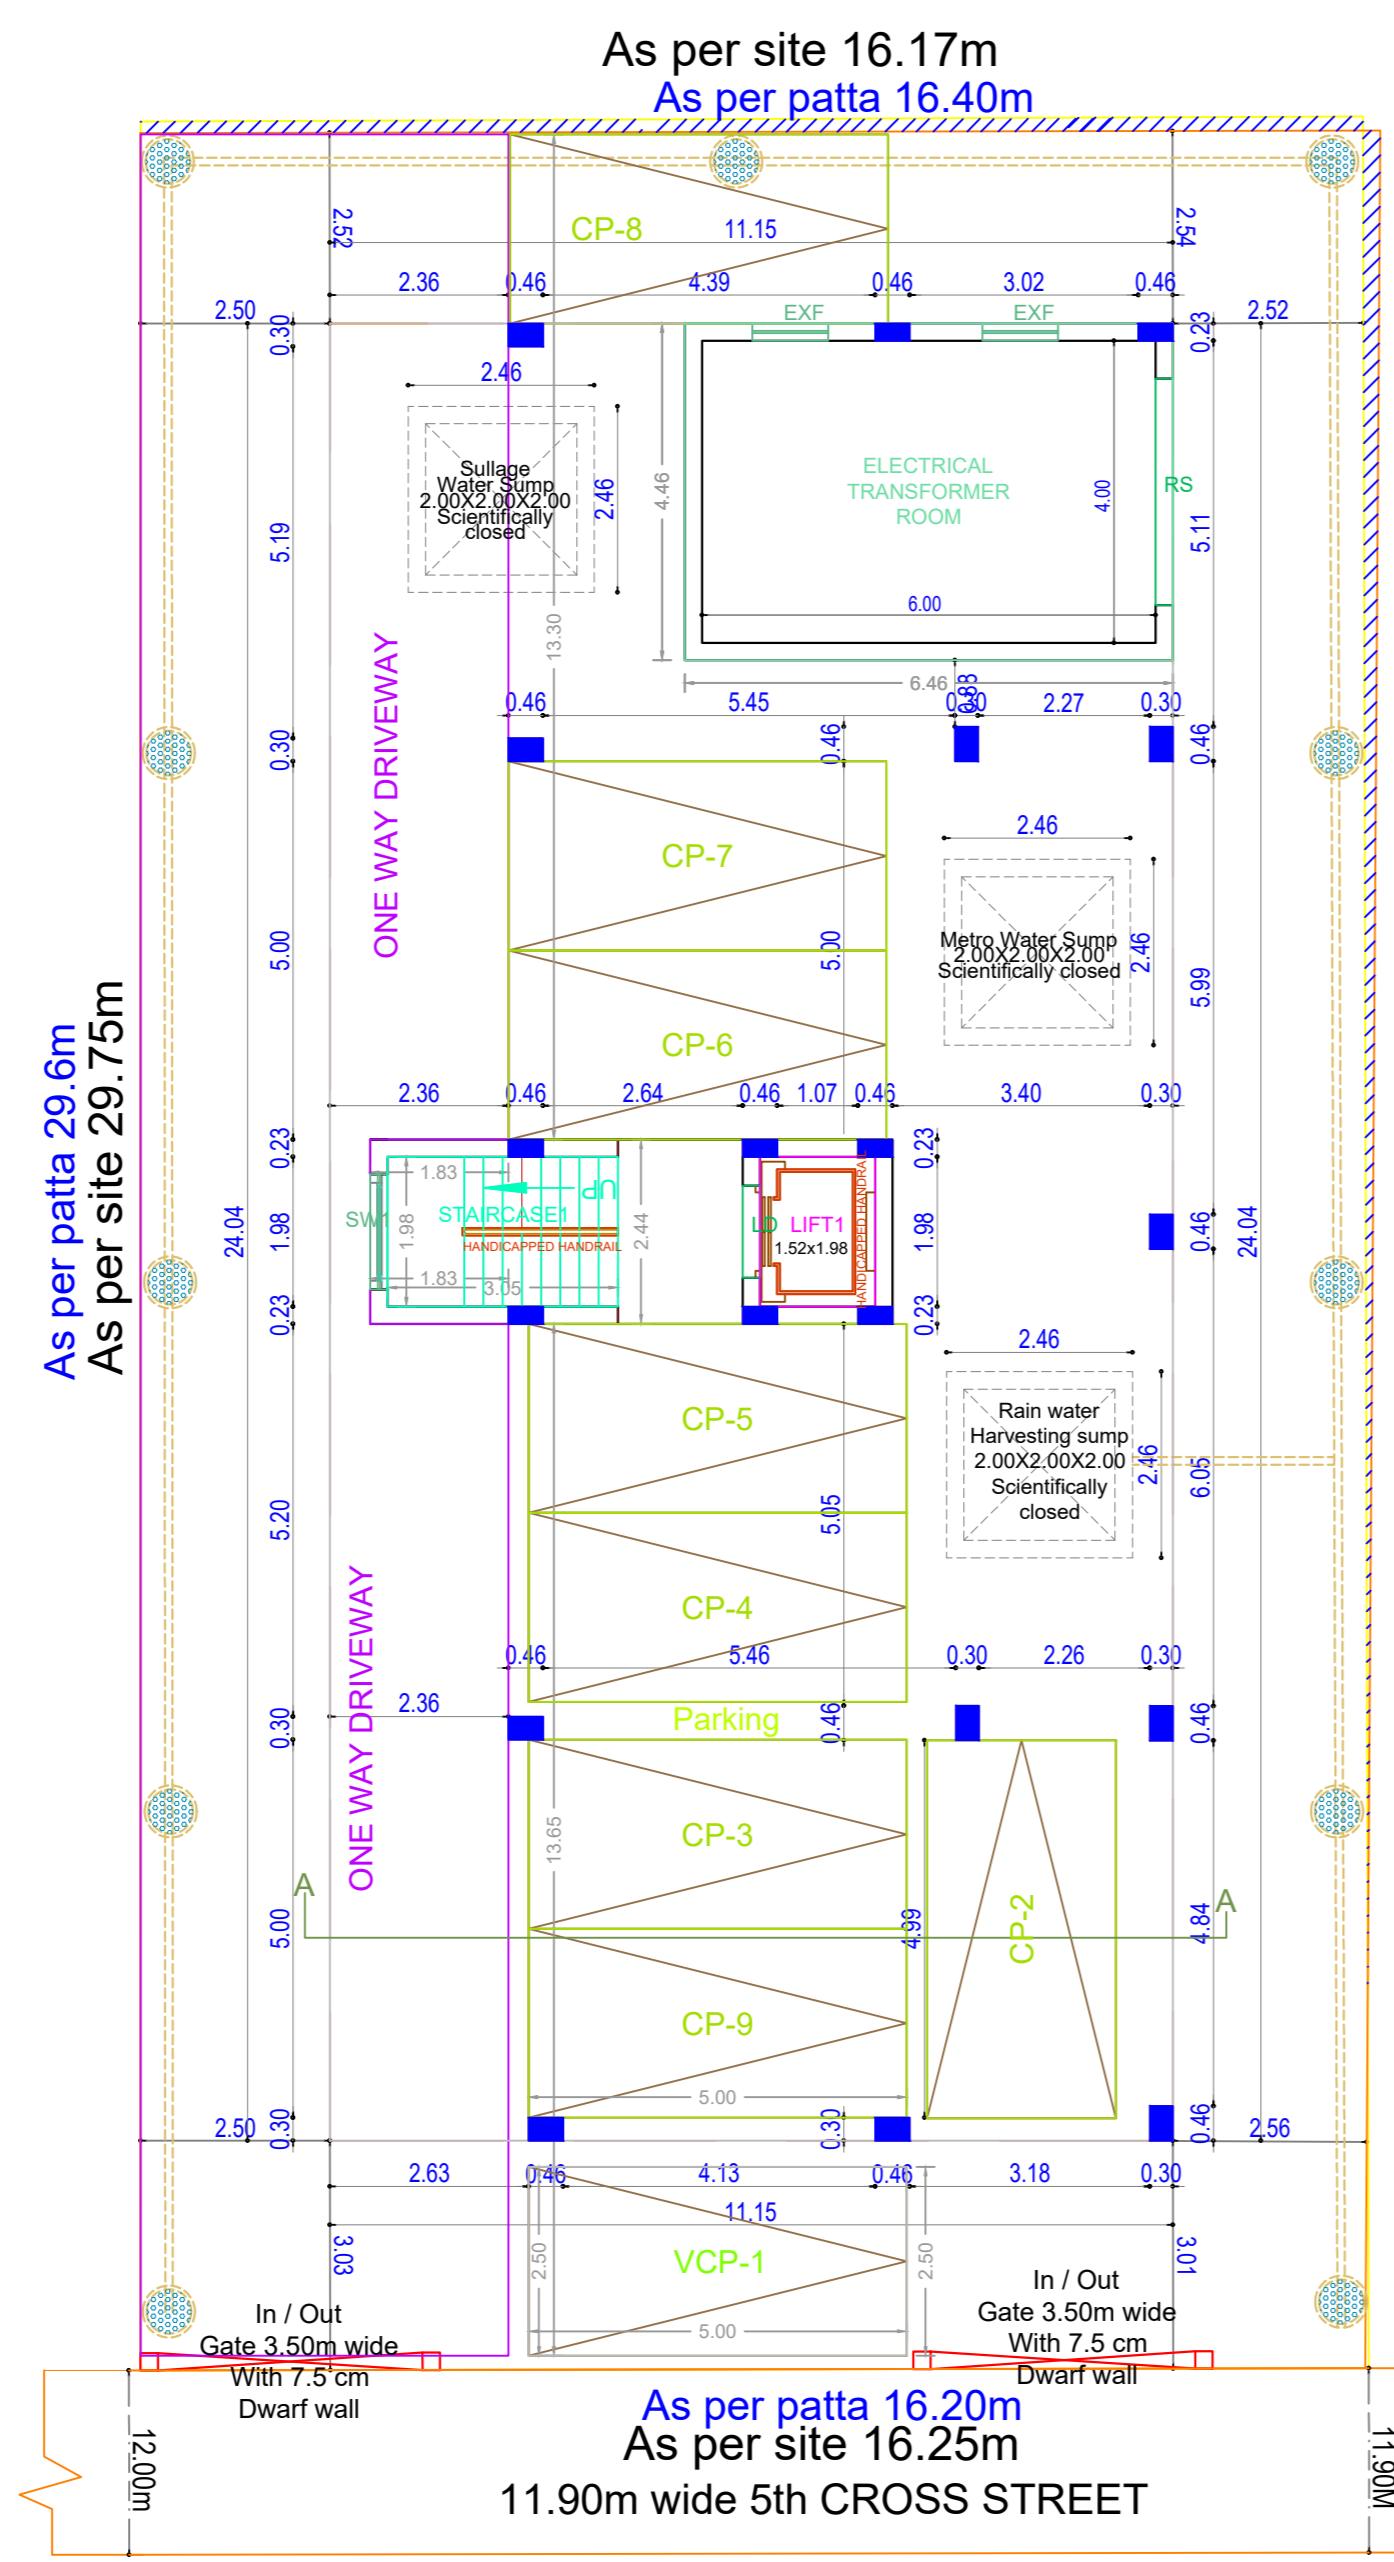 As per site 16.17m
As per patta 16.40m
2.52
CP-8
11.15
2.54
2.36
0.46
4.39
0.46
3.02
0.46
2.50
0.30
EXF
EXF
0.23
2.52
2.46
Sullage
Water Sump
2.00X2.00X2.00
Scientifically
closed
2.46
4.46
ELECTRICAL
TRANSFORMER
ROOM
4.00
RS
5.19
5.11
6.00
13.30
6.46
ONE WAY DRIVEWAY
0.46
5.45
0.83
0.30
2.27
0.30
0.30
0.46
0.46
CP-7
2.46
Metro Water Sump
2.00X2.00X2.00
Scientifically closed
2.46
5.00
5.00
5.99
As per patta 29.6m
As per site 29.75m
CP-6
2.36
0.46
2.64
0.46
1.07
0.46
3.40
0.30
0.23
0.23
1.83
UP
SW1
STAIRCASE1
HANDICAPPED HANDRAIL
1.98
2.44
LD
LIFT1
1.52x1.98
HANDICAPPED HANDRAIL
24.04
1.98
1.98
0.46
24.04
1.83
3.05
0.23
0.23
2.46
CP-5
Rain water
Harvesting sump
2.00X2.00X2.00
Scientifically
closed
2.46
5.20
5.05
6.05
ONE WAY DRIVEWAY
CP-4
0.46
5.46
0.30
2.26
0.30
2.36
0.30
Parking
0.46
0.46
CP-3
13.65
A
A
5.00
4.99
CP-2
4.84
CP-9
5.00
2.50
0.30
0.30
0.46
2.56
2.63
0.46
4.13
0.46
3.18
0.30
11.15
3.03
2.50
VCP-1
2.50
3.01
5.00
In / Out
Gate 3.50m wide
With 7.5 cm
Dwarf wall
In / Out
Gate 3.50m wide
With 7.5 cm
Dwarf wall
As per patta 16.20m
As per site 16.25m
12.00m
11.90M
11.90m wide 5th CROSS STREET